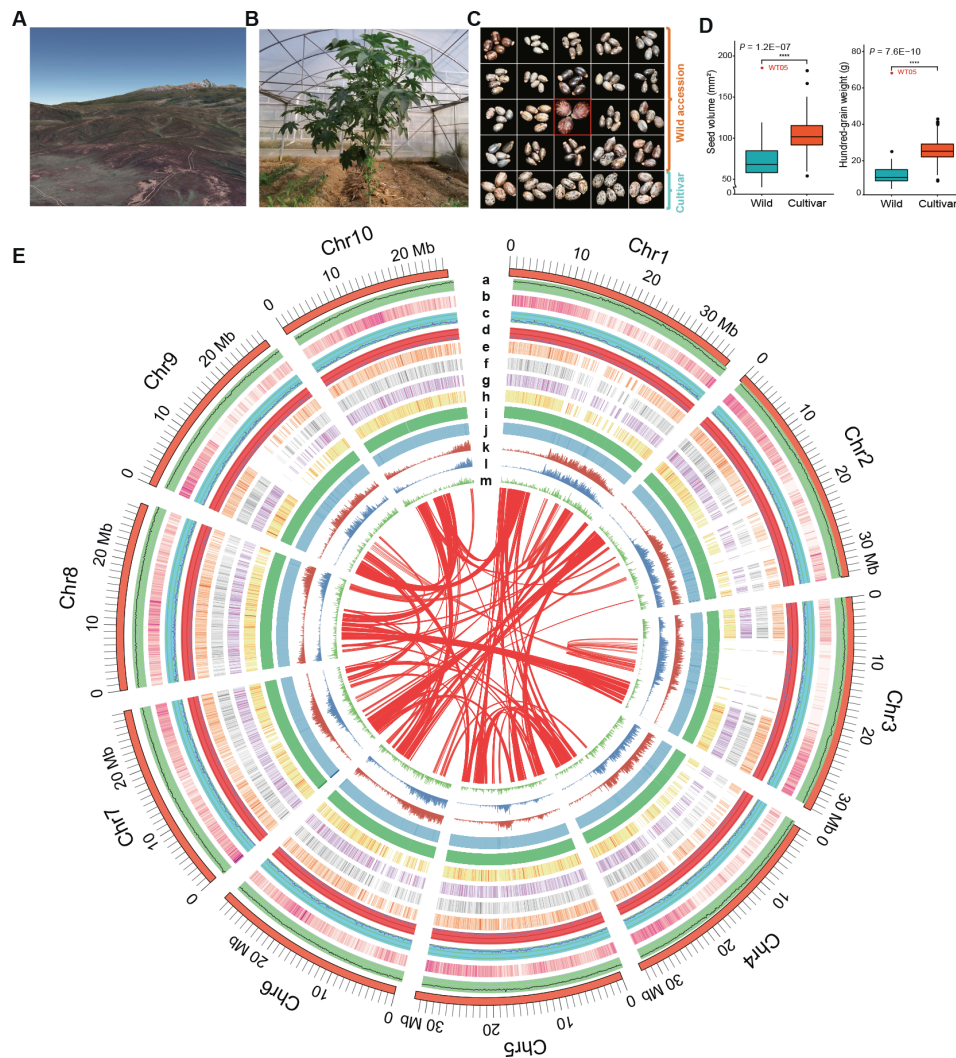 A
B
C
Wild accession
Cultivar
D
P = 1.2E−07
****
WT05
Seed volume (mm²)
200
150
100
50
0
Wild
Cultivar
P = 7.6E−10
****
WT05
Hundred-grain weight (g)
80
60
40
20
0
Wild
Cultivar
E
a
b
c
d
e
f
g
h
i
j
k
l
m
Chr1
0
10
20
30 Mb
Chr2
0
10
20
30 Mb
Chr3
0
10
20
30 Mb
Chr4
0
10
20
30 Mb
Chr5
0
10
20
30 Mb
Chr6
0
10
20 Mb
Chr7
0
10
20 Mb
Chr8
0
10
20 Mb
Chr9
0
10
20 Mb
Chr10
0
10
20 Mb